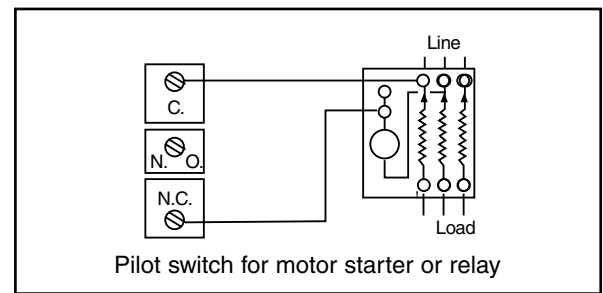 Line
C.
N. O.
N.C.
Load
Pilot switch for motor starter or relay